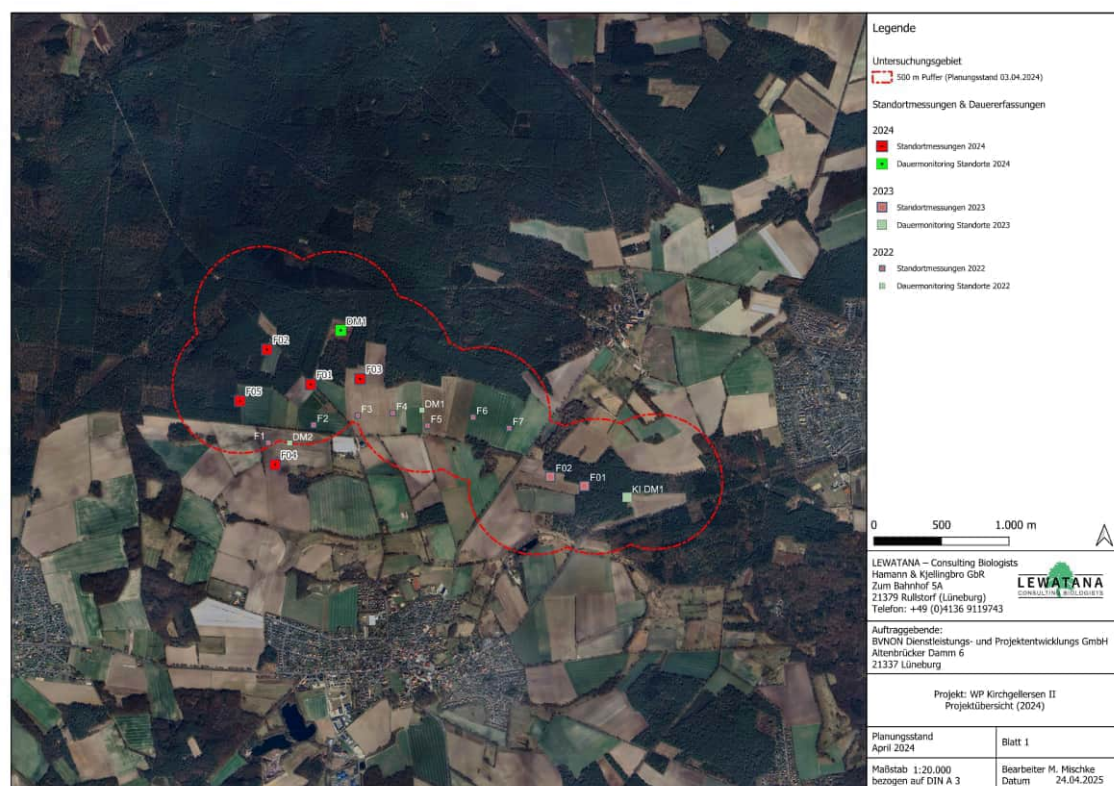 DM1
F02
F01
F03
F05
F2
F3
F4
DM1
F5
F6
F7
F1
DM2
F04
F02
F01
KI DM1
Legende
Untersuchungsgebiet
500 m Puffer (Planungsstand 03.04.2024)
Standortmessungen & Dauererfassungen
2024
Standortmessungen 2024
Dauermonitoring Standorte 2024
2023
Standortmessungen 2023
Dauermonitoring Standorte 2023
2022
Standortmessungen 2022
Dauermonitoring Standorte 2022
0 500 1.000 m
LEWATANA – Consulting Biologists
Hamann & Kjellingbro GbR
Zum Bahnhof 5A
21379 Rullstorf (Lüneburg)
Telefon: +49 (0)4136 9119743
LEWATANA
CONSULTING BIOLOGISTS
Auftraggebende:
BVNON Dienstleistungs- und Projektentwicklungs GmbH
Altenbrücker Damm 6
21337 Lüneburg
Projekt: WP Kirchgellersen II
Projektübersicht (2024)
Planungsstand
April 2024
Blatt 1
Maßstab 1:20.000
bezogen auf DIN A 3
Bearbeiter M. Mischke
Datum 24.04.2025